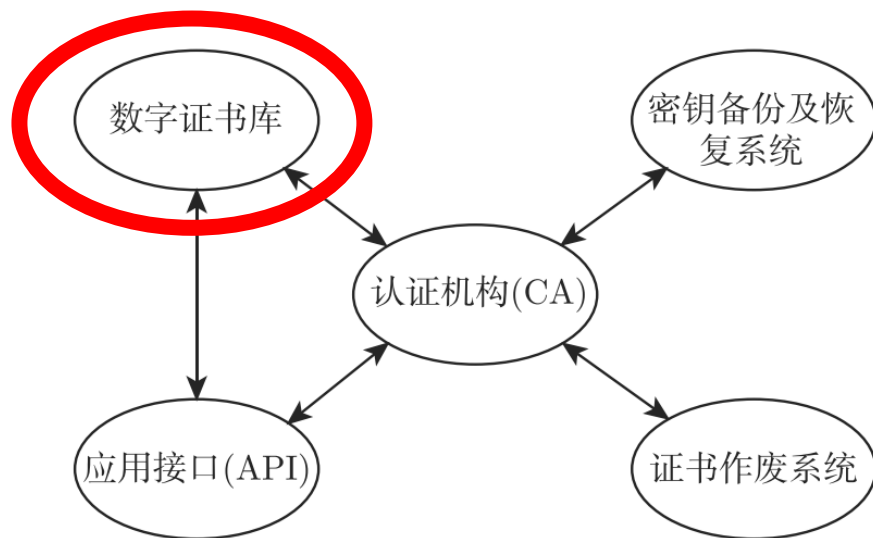 数字证书库
密钥备份及恢
复系统
认证机构(CA)
应用接口(API)
证书作废系统